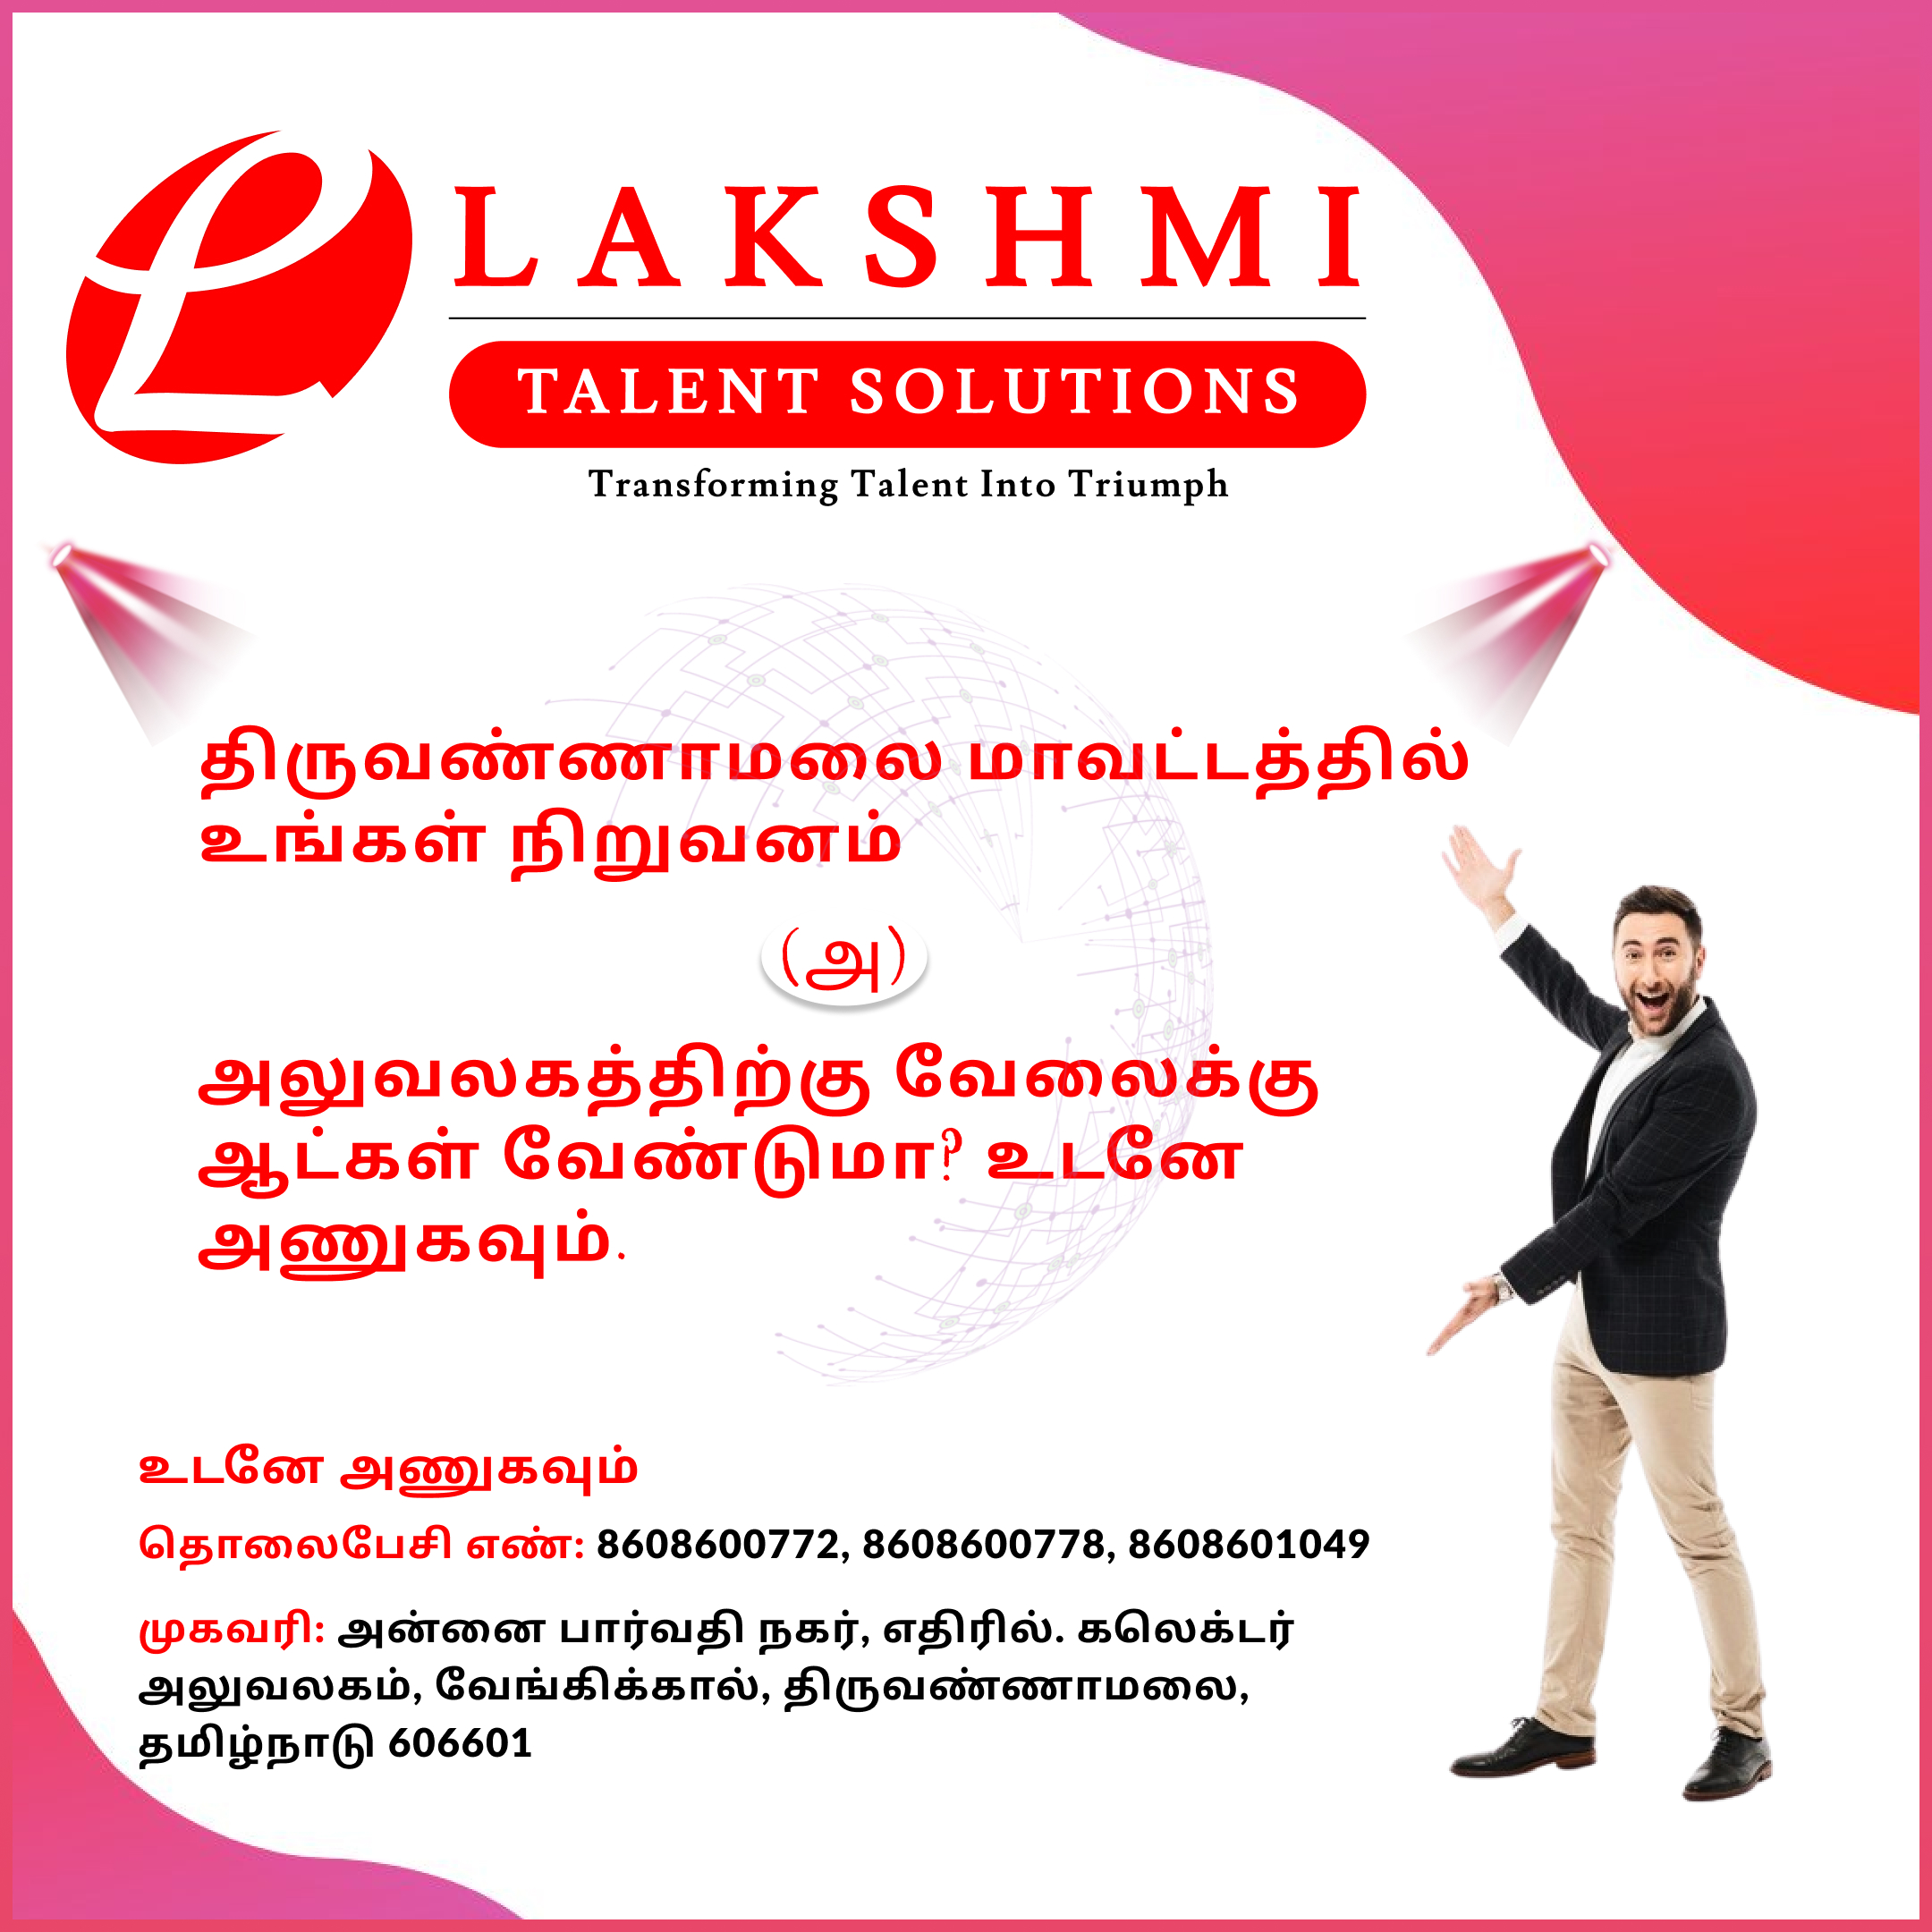 LAKSHMI
TALENT SOLUTIONS
Transforming Talent Into Triumph
திருவண்ணாமலை மாவட்டத்தில்
உங்கள் நிறுவனம்
(அ)
அலுவலகத்திற்கு வேலைக்கு
ஆட்கள் வேண்டுமா? உடனே
அணுகவும்.
உடனே அணுகவும்
தொலைபேசி எண்: 8608600772, 8608600778, 8608601049
முகவரி: அன்னை பார்வதி நகர், எதிரில். கலெக்டர்
அலுவலகம், வேங்கிக்கால், திருவண்ணாமலை,
தமிழ்நாடு 606601